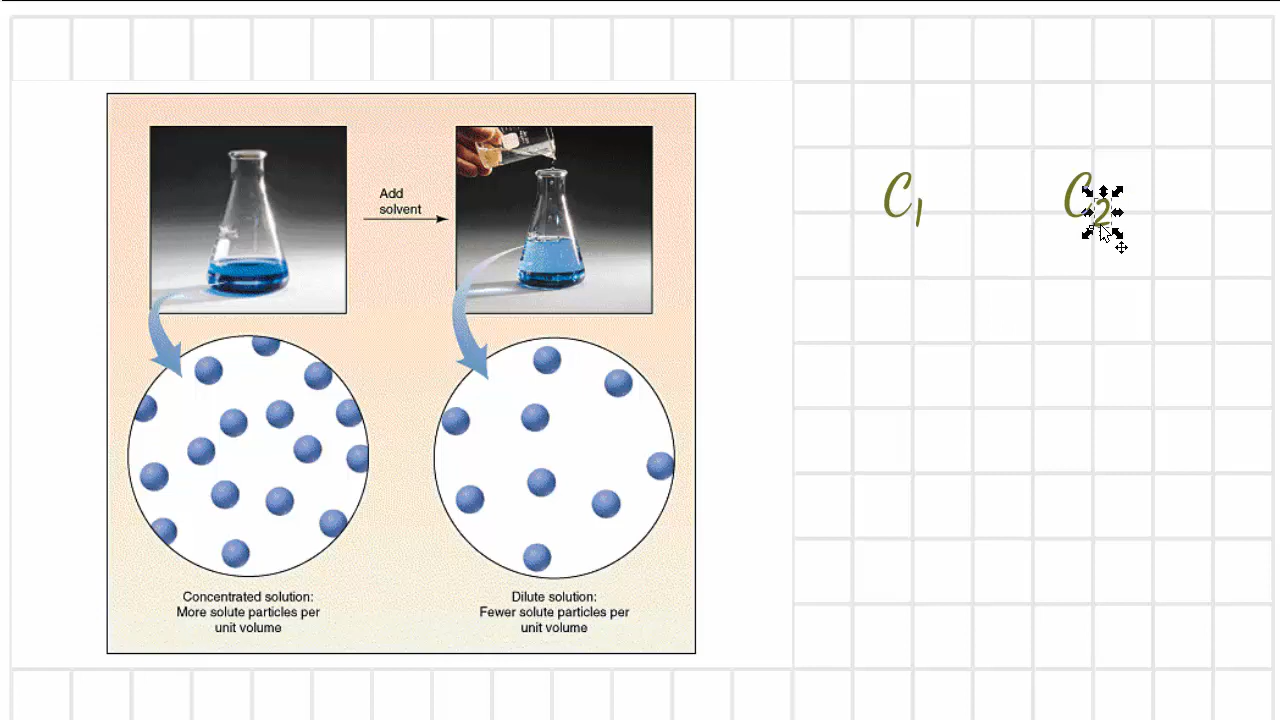 Add
solvent
Concentrated solution:
More solute particles per
unit volume
Dilute solution:
Fewer solute particles per
unit volume
C1 C2